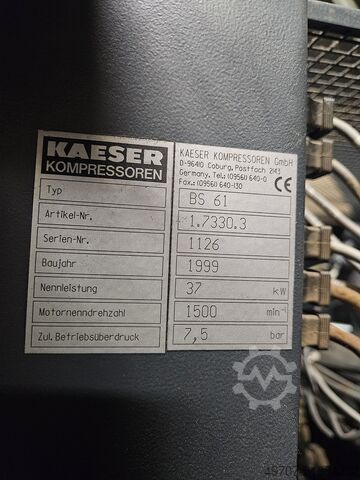 KAESER
KOMPRESSOREN
KAESER KOMPRESSOREN GmbH
D-96410 Coburg, Postfach 2143
Germany, Tel.:(09561) 640-0
Fax.:(09561) 640-130
CE
Typ BS 61
Artikel-Nr. 1.7330.3
Serien-Nr. 1126
Baujahr 1999
Nennleistung 37 kW
Motornenndrehzahl 1500 min⁻¹
Zul. Betriebsüberdruck 7,5 bar